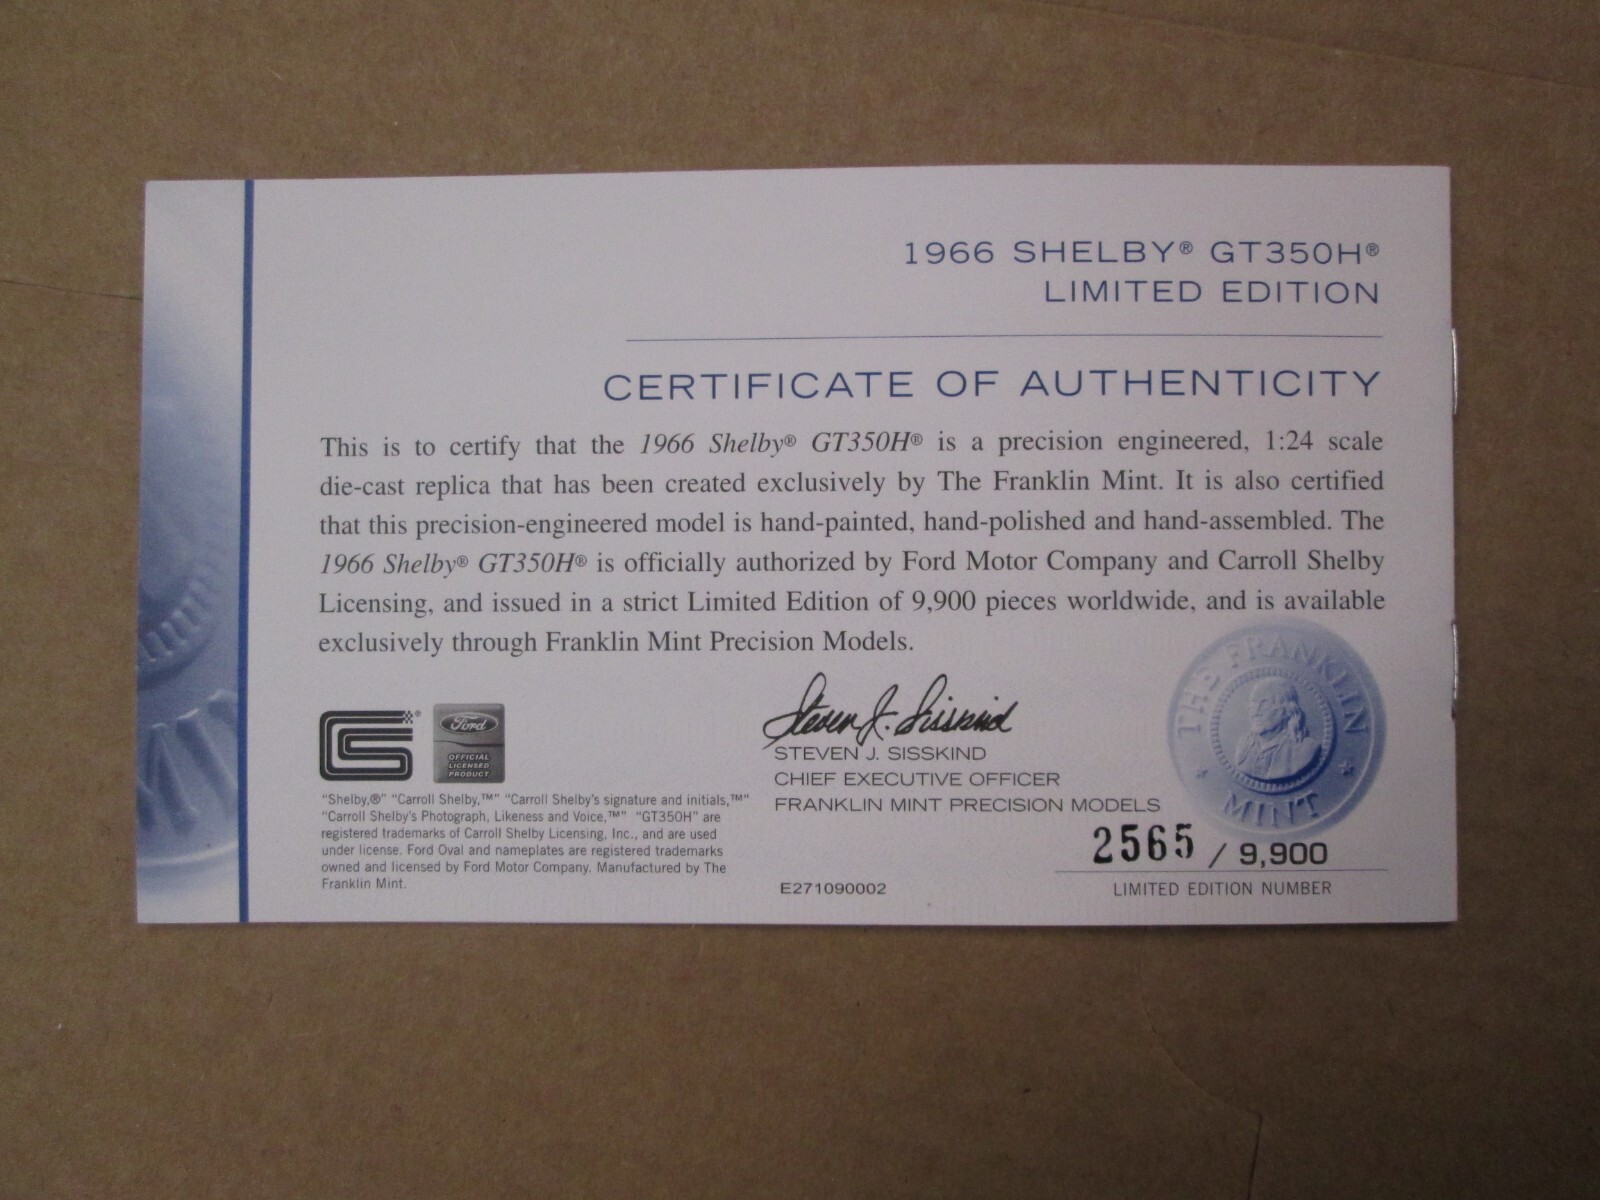 1966 SHELBY® GT350H®
LIMITED EDITION
CERTIFICATE OF AUTHENTICITY
This is to certify that the 1966 Shelby® GT350H® is a precision engineered, 1:24 scale
die-cast replica that has been created exclusively by The Franklin Mint. It is also certified
that this precision-engineered model is hand-painted, hand-polished and hand-assembled. The
1966 Shelby® GT350H® is officially authorized by Ford Motor Company and Carroll Shelby
Licensing, and issued in a strict Limited Edition of 9,900 pieces worldwide, and is available
exclusively through Franklin Mint Precision Models.
CS®
Ford
OFFICIAL
LICENSED
PRODUCT
"Shelby,®" "Carroll Shelby,™" "Carroll Shelby's signature and initials,™"
"Carroll Shelby's Photograph, Likeness and Voice,™" "GT350H" are
registered trademarks of Carroll Shelby Licensing, Inc., and are used
under license. Ford Oval and nameplates are registered trademarks
owned and licensed by Ford Motor Company. Manufactured by The
Franklin Mint.
Steven J. Sisskind
STEVEN J. SISSKIND
CHIEF EXECUTIVE OFFICER
FRANKLIN MINT PRECISION MODELS
E271090002
THE FRANKLIN
MINT
2565 / 9,900
LIMITED EDITION NUMBER